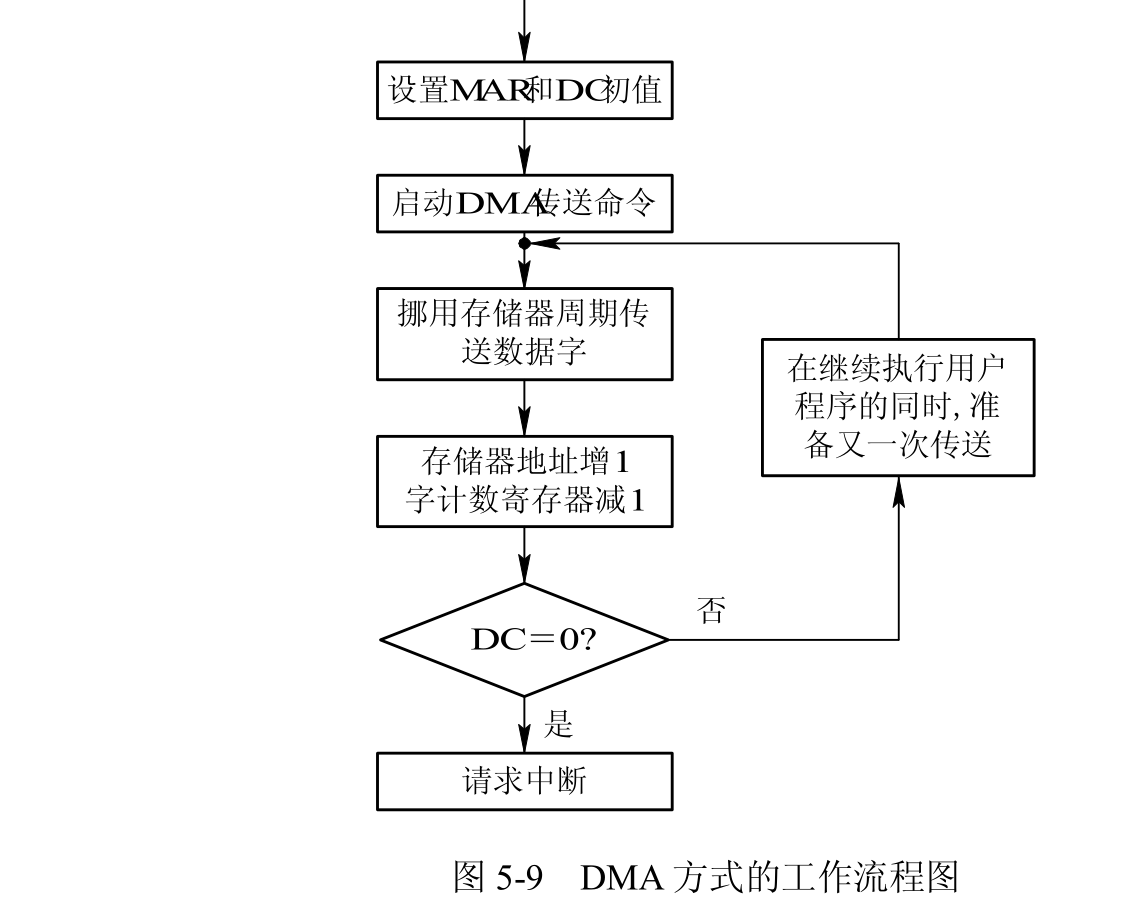 设置MAR和DC初值
启动DMA传送命令
挪用存储器周期传
送数据字
在继续执行用户
程序的同时,准
备又一次传送
存储器地址增1
字计数寄存器减1
否
DC=0?
是
请求中断
图 5-9 DMA 方式的工作流程图